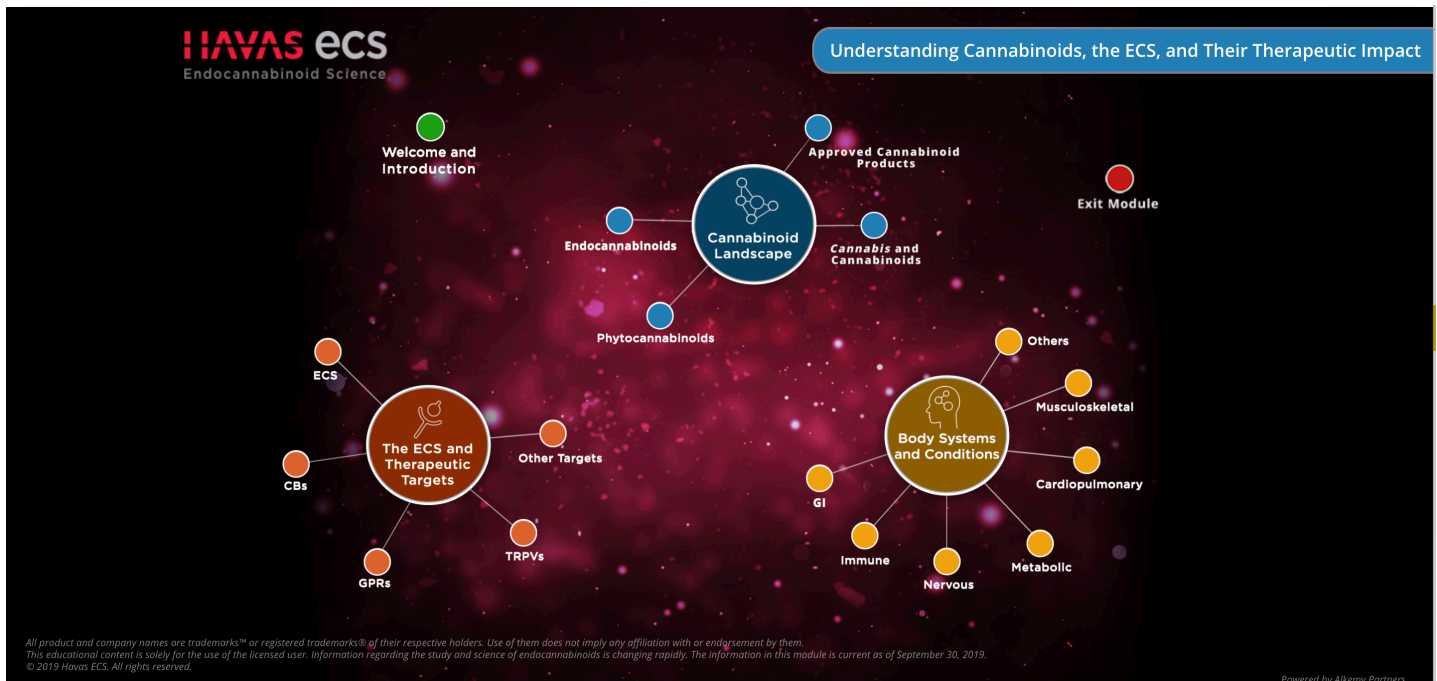 HAVAS ecs
Endocannabinoid Science
Understanding Cannabinoids, the ECS, and Their Therapeutic Impact
Welcome and
Introduction
Approved Cannabinoid
Products
Exit Module
Cannabinoid
Landscape
Endocannabinoids
Cannabis and
Cannabinoids
Phytocannabinoids
ECS
The ECS and
Therapeutic
Targets
Other Targets
CBs
GPRs
TRPVs
Others
Musculoskeletal
Body Systems
and Conditions
Cardiopulmonary
GI
Immune
Nervous
Metabolic
All product and company names are trademarks™ or registered trademarks® of their respective holders. Use of them does not imply any affiliation with or endorsement by them.
This educational content is solely for the use of the licensed user. Information regarding the study and science of endocannabinoids is changing rapidly. The information in this module is current as of September 30, 2019.
© 2019 Havas ECS. All rights reserved.
Powered by Alkemy Partners